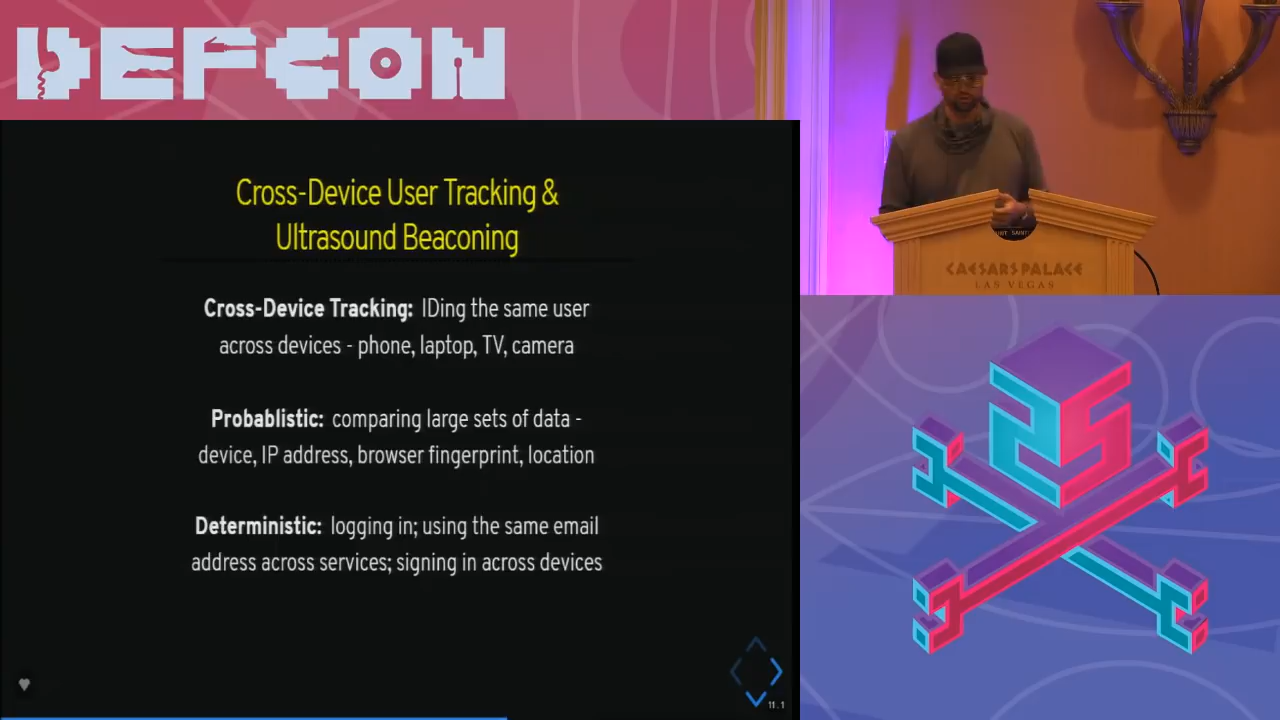 DEFCON
Cross-Device User Tracking &
Ultrasound Beaconing
Cross-Device Tracking: IDing the same user
across devices - phone, laptop, TV, camera
Probablistic: comparing large sets of data -
device, IP address, browser fingerprint, location
Deterministic: logging in; using the same email
address across services; signing in across devices
11.1
CAESARS PALACE
LAS VEGAS
25